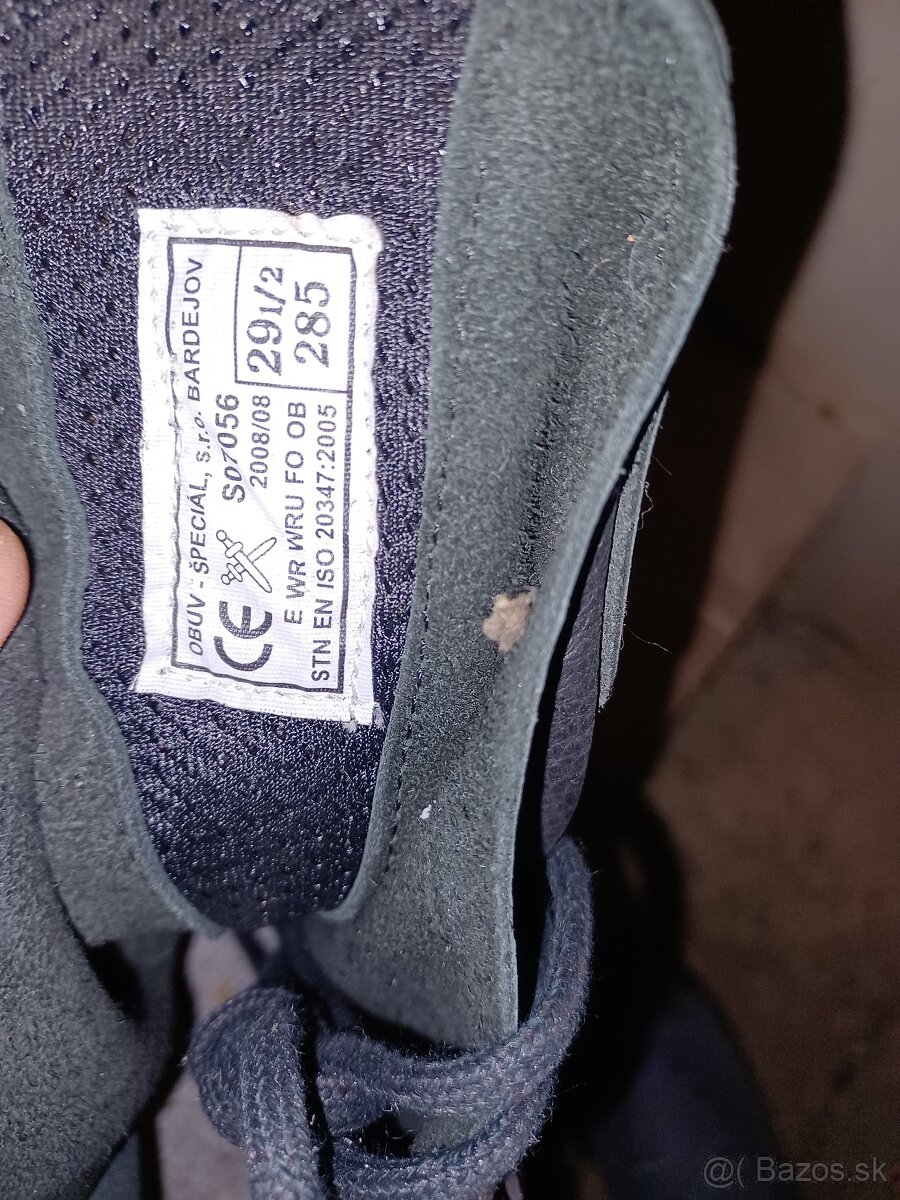 OBUV - ŠPECIÁL, s.r.o. BARDEJOV
CE S07056
2008/08
29 1/2
285
E WR WRU FO OB
STN EN ISO 20347:2005
@( Bazos.sk